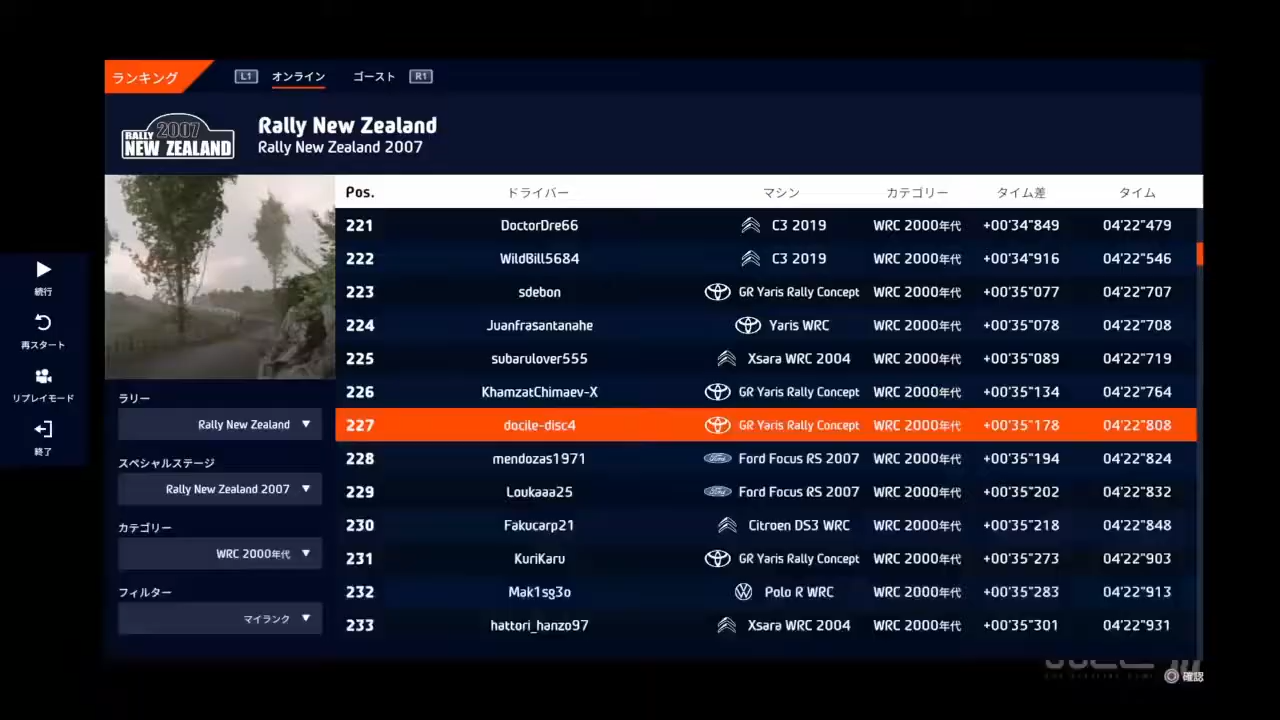 ランキング L1 オンライン ゴースト R1
RALLY 2007 NEW ZEALAND
Rally New Zealand
Rally New Zealand 2007
Pos. ドライバー マシン カテゴリー タイム差 タイム
221 DoctorDre66 C3 2019 WRC 2000年代 +00'34"849 04'22"479
222 WildBill5684 C3 2019 WRC 2000年代 +00'34"916 04'22"546
223 sdebon GR Yaris Rally Concept WRC 2000年代 +00'35"077 04'22"707
224 Juanfrasantanahe Yaris WRC WRC 2000年代 +00'35"078 04'22"708
225 subarulover555 Xsara WRC 2004 WRC 2000年代 +00'35"089 04'22"719
226 KhamzatChimaev-X GR Yaris Rally Concept WRC 2000年代 +00'35"134 04'22"764
227 docile-disc4 GR Yaris Rally Concept WRC 2000年代 +00'35"178 04'22"808
228 mendozas1971 Ford Focus RS 2007 WRC 2000年代 +00'35"194 04'22"824
229 Loukaaa25 Ford Focus RS 2007 WRC 2000年代 +00'35"202 04'22"832
230 Fakucarp21 Citroen DS3 WRC WRC 2000年代 +00'35"218 04'22"848
231 KuriKaru GR Yaris Rally Concept WRC 2000年代 +00'35"273 04'22"903
232 Mak1sg3o Polo R WRC WRC 2000年代 +00'35"283 04'22"913
233 hattori_hanzo97 Xsara WRC 2004 WRC 2000年代 +00'35"301 04'22"931
続行
再スタート
リプレイモード
終了
ラリー
Rally New Zealand
スペシャルステージ
Rally New Zealand 2007
カテゴリー
WRC 2000年代
フィルター
マイランク
確認